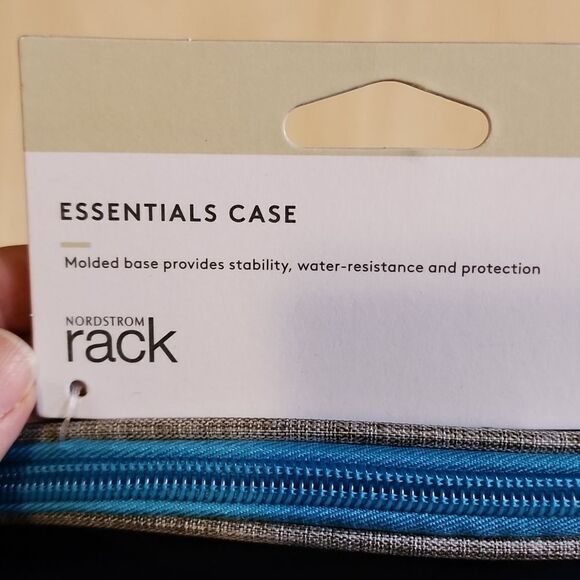 ESSENTIALS CASE
Molded base provides stability, water-resistance and protection
NORDSTROM
rack